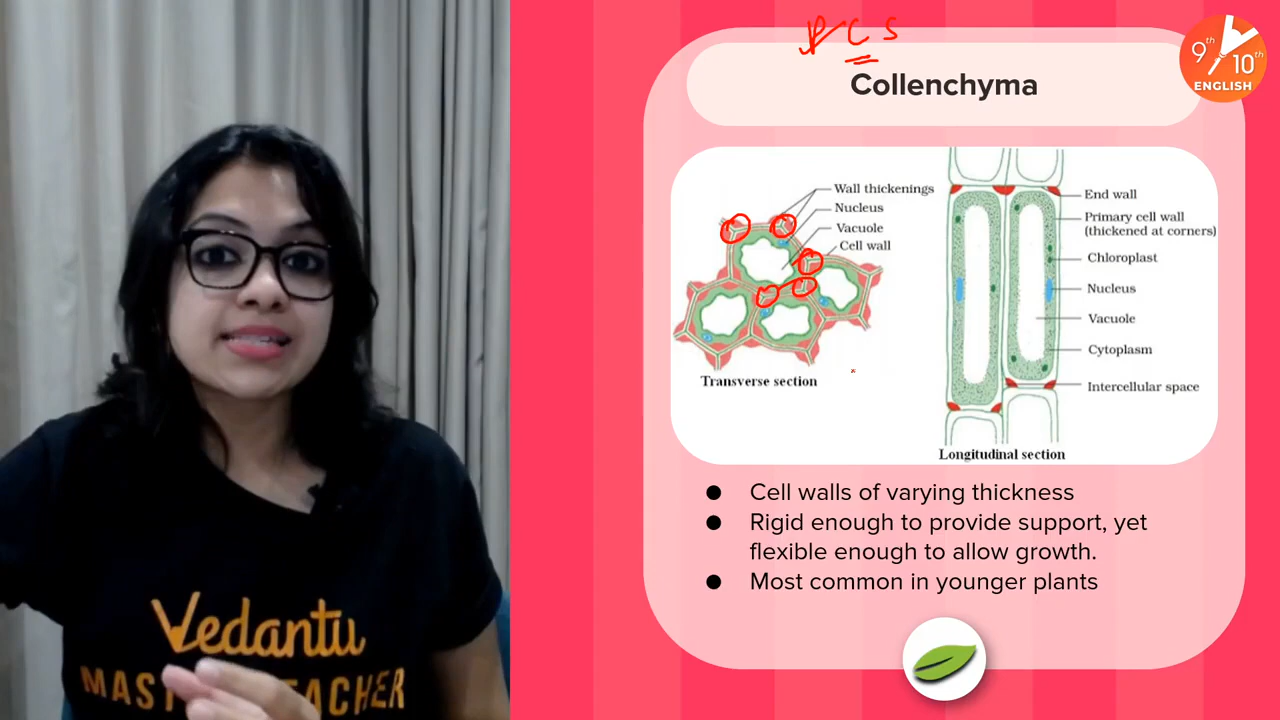 PCS
9th
10th
ENGLISH
Collenchyma
Wall thickenings
Nucleus
Vacuole
Cell wall
Transverse section
End wall
Primary cell wall
(thickened at corners)
Chloroplast
Nucleus
Vacuole
Cytoplasm
Intercellular space
Longitudinal section
● Cell walls of varying thickness
● Rigid enough to provide support, yet
flexible enough to allow growth.
● Most common in younger plants
Vedantu